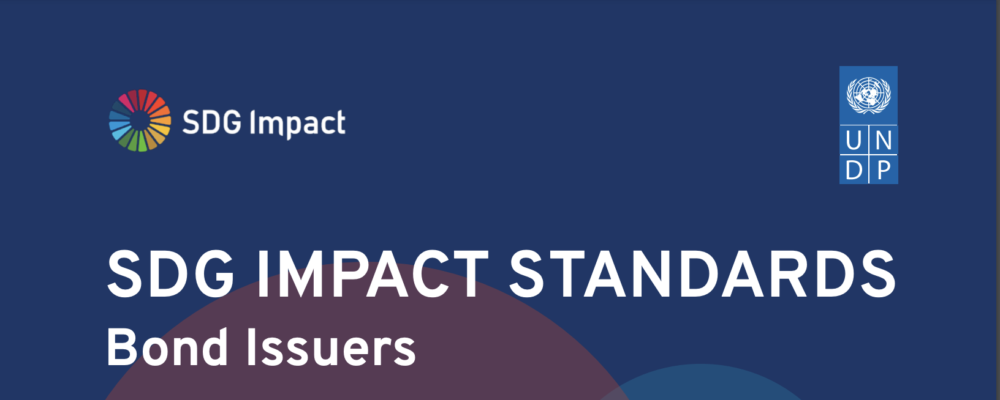 SDG Impact
U N
D P
SDG IMPACT STANDARDS
Bond Issuers